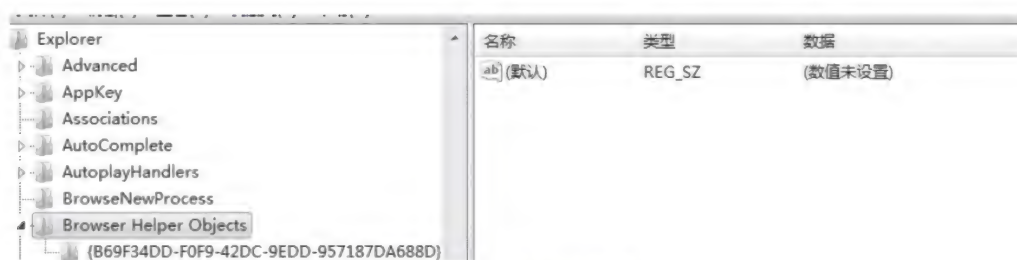 Explorer
Advanced
AppKey
Associations
AutoComplete
AutoplayHandlers
BrowseNewProcess
Browser Helper Objects
{B69F34DD-F0F9-42DC-9EDD-957187DA688D}
名称 类型 数据
ab (默认) REG_SZ (数值未设置)